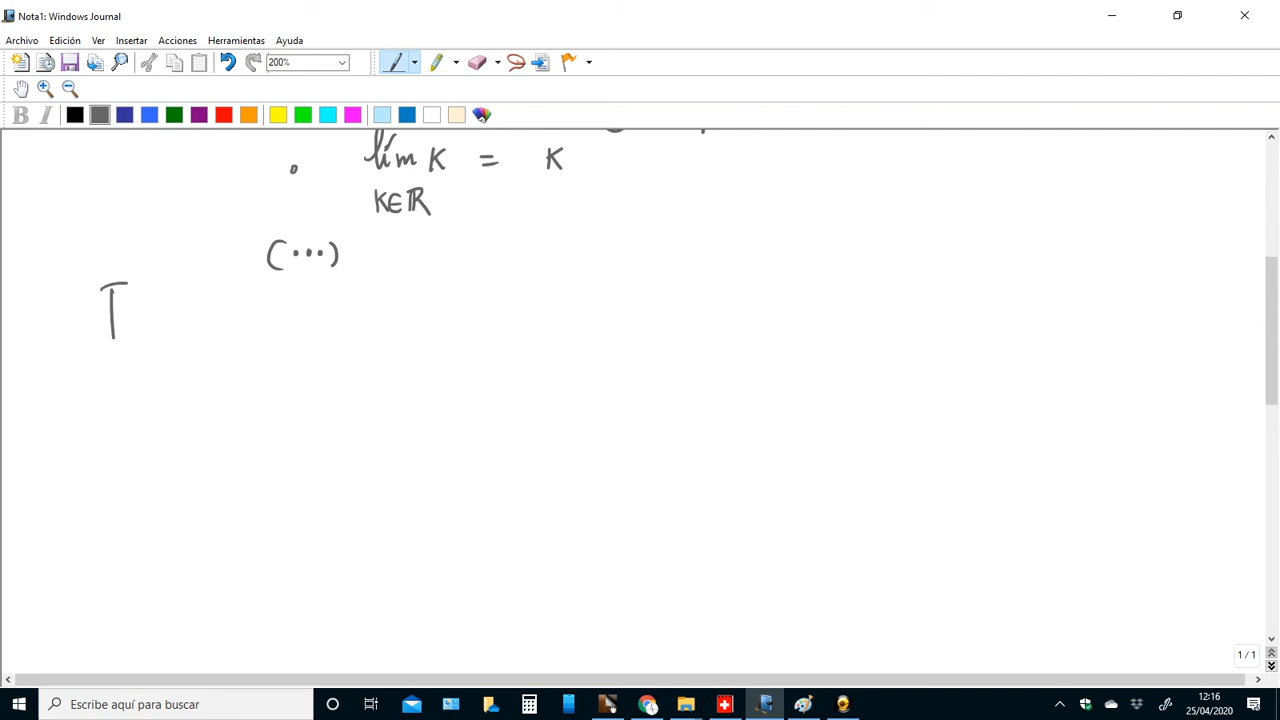 Nota1: Windows Journal
Archivo Edición Ver Insertar Acciones Herramientas Ayuda
200%
B I
∘ lím K = K
K∈ℝ
(···)
T
1 / 1
Escribe aquí para buscar
12:16
25/04/2020